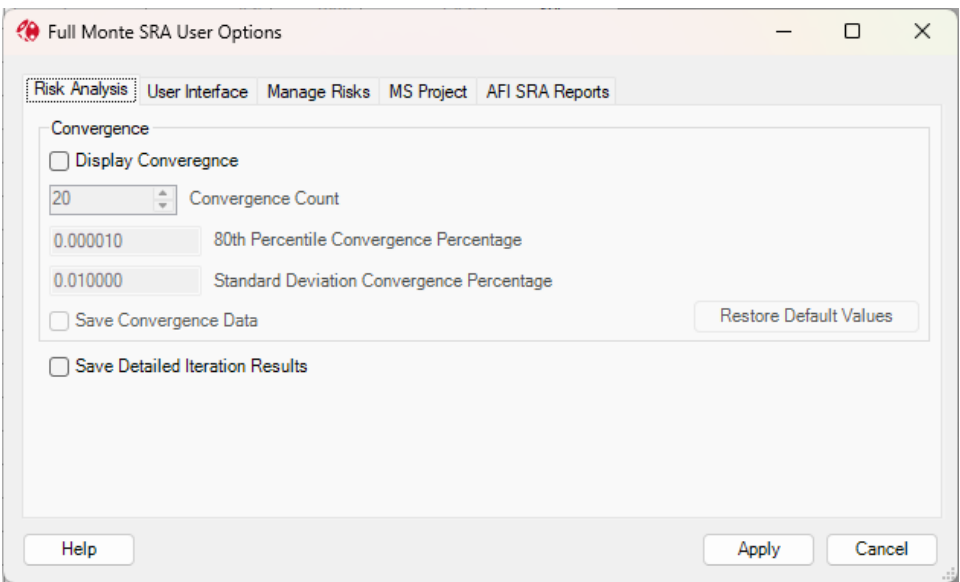 Full Monte SRA User Options
Risk Analysis User Interface Manage Risks MS Project AFI SRA Reports
Convergence
Display Converegnce
20 Convergence Count
0.000010 80th Percentile Convergence Percentage
0.010000 Standard Deviation Convergence Percentage
Save Convergence Data Restore Default Values
Save Detailed Iteration Results
Help Apply Cancel